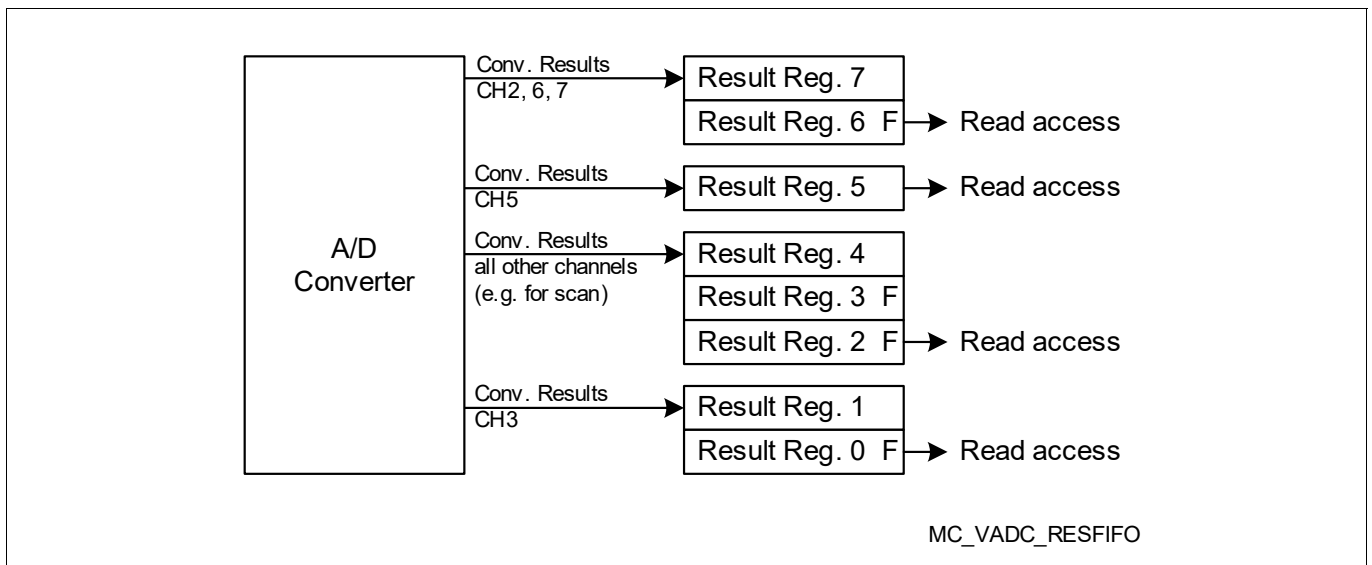 A/D
Converter
Conv. Results
CH2, 6, 7
Result Reg. 7
Result Reg. 6 F
Read access
Conv. Results
CH5
Result Reg. 5
Read access
Conv. Results
all other channels
(e.g. for scan)
Result Reg. 4
Result Reg. 3 F
Result Reg. 2 F
Read access
Conv. Results
CH3
Result Reg. 1
Result Reg. 0 F
Read access
MC_VADC_RESFIFO